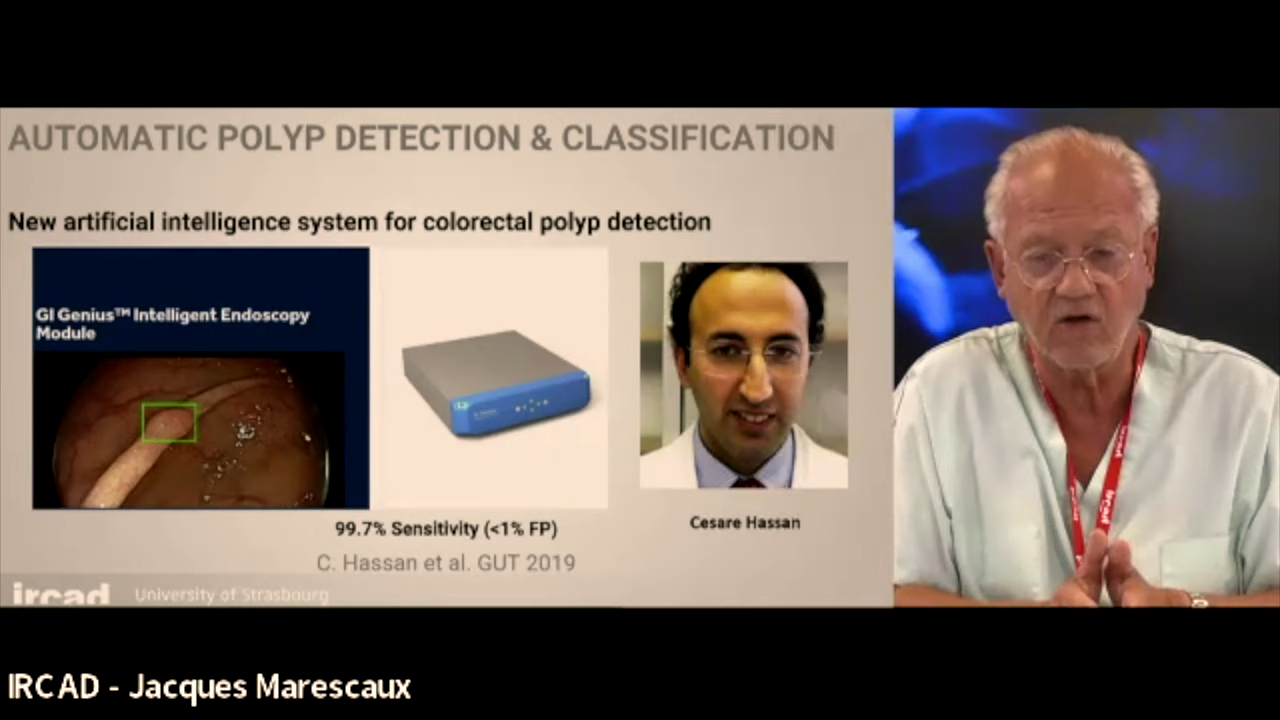 AUTOMATIC POLYP DETECTION & CLASSIFICATION
New artificial intelligence system for colorectal polyp detection
GI Genius™ Intelligent Endoscopy
Module
99.7% Sensitivity (<1% FP)
Cesare Hassan
C. Hassan et al. GUT 2019
ircad University of Strasbourg
ircad
IRCAD - Jacques Marescaux